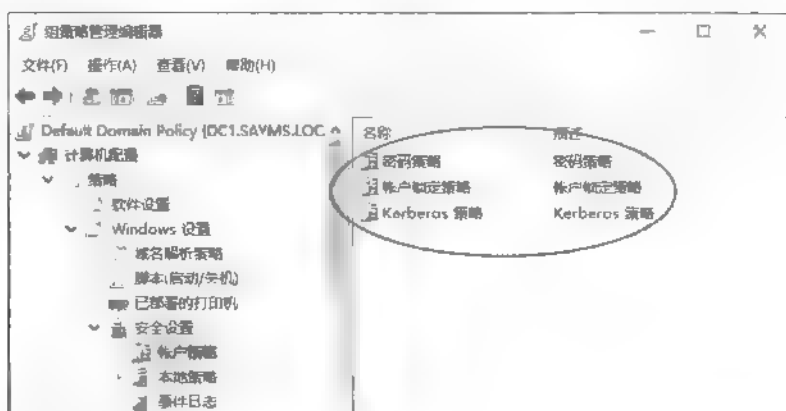 组策略管理编辑器
文件(F) 操作(A) 查看(V) 帮助(H)
Default Domain Policy [DC1.SAYMS.LOC
名称 描述
计算机配置
密码策略 密码策略
策略
帐户锁定策略 帐户锁定策略
软件设置
Kerberos 策略 Kerberos 策略
Windows 设置
域名解析策略
脚本(启动/关机)
已部署的打印机
安全设置
帐户策略
本地策略
事件日志